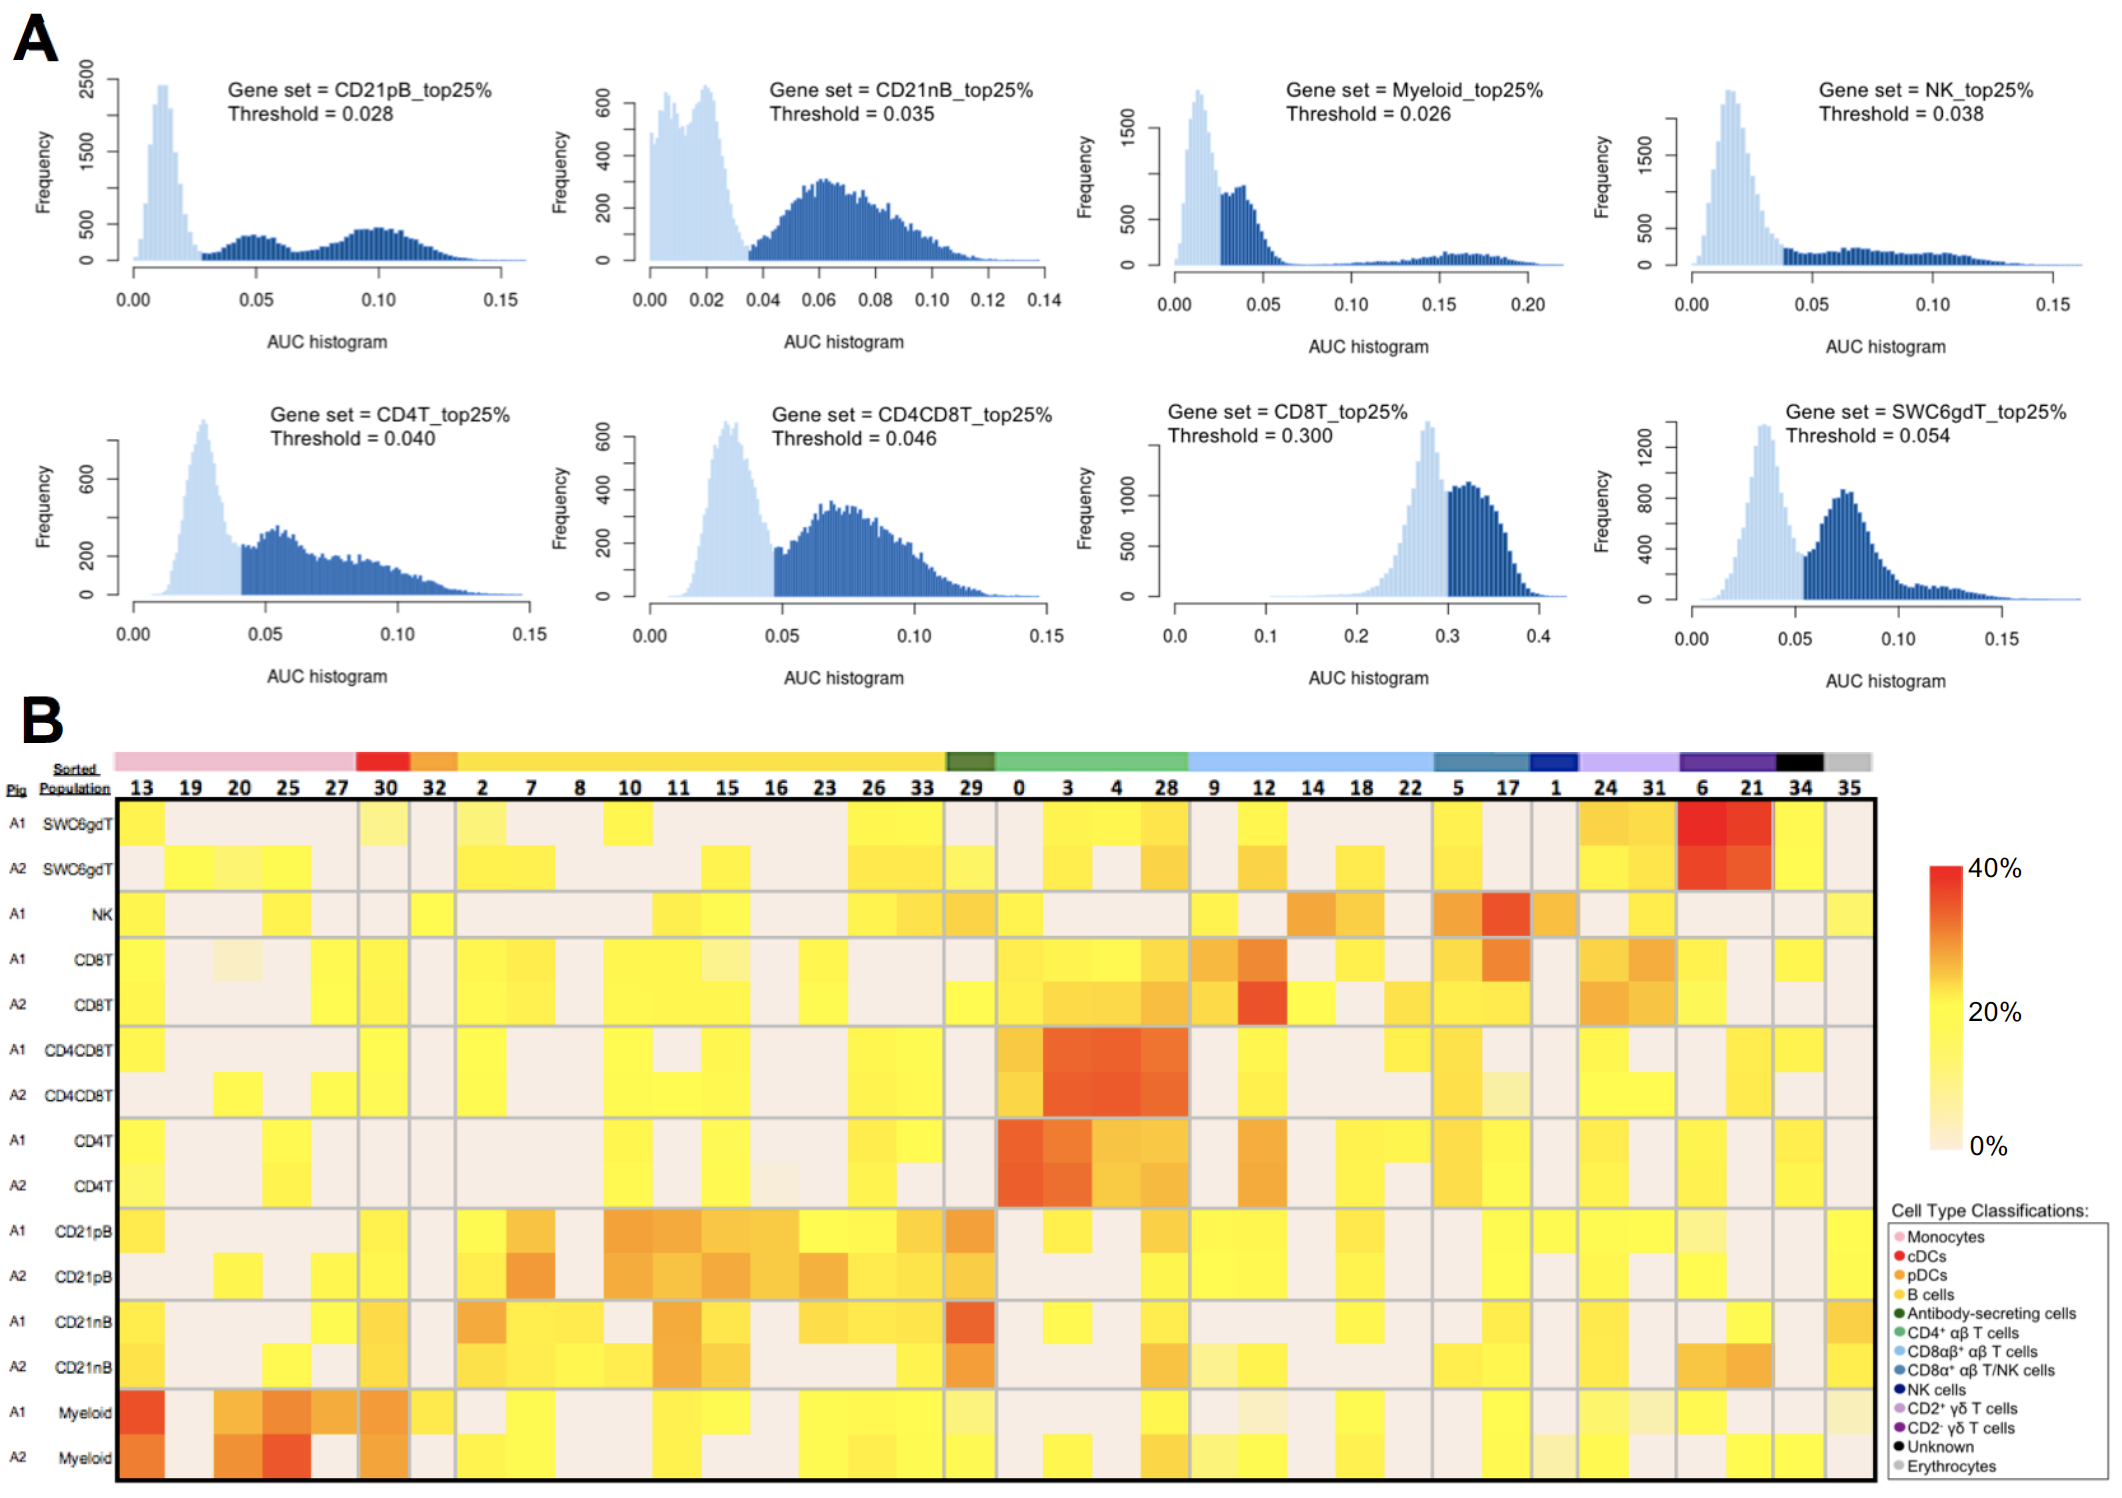 A
Gene set = CD21pB_top25%
Threshold = 0.028
Frequency
0 500 1500 2500
0.00 0.05 0.10 0.15
AUC histogram
Gene set = CD21nB_top25%
Threshold = 0.035
Frequency
0 200 400 600
0.00 0.02 0.04 0.06 0.08 0.10 0.12 0.14
AUC histogram
Gene set = Myeloid_top25%
Threshold = 0.026
Frequency
0 500 1500
0.00 0.05 0.10 0.15 0.20
AUC histogram
Gene set = NK_top25%
Threshold = 0.038
Frequency
0 500 1500
0.00 0.05 0.10 0.15
AUC histogram
Gene set = CD4T_top25%
Threshold = 0.040
Frequency
0 200 600
0.00 0.05 0.10 0.15
AUC histogram
Gene set = CD4CD8T_top25%
Threshold = 0.046
Frequency
0 200 400 600
0.00 0.05 0.10 0.15
AUC histogram
Gene set = CD8T_top25%
Threshold = 0.300
Frequency
0 500 1000
0.0 0.1 0.2 0.3 0.4
AUC histogram
Gene set = SWC6gdT_top25%
Threshold = 0.054
Frequency
0 400 800 1200
0.00 0.05 0.10 0.15
AUC histogram
B
Pig
Sorted
Population
13 19 20 25 27 30 32 2 7 8 10 11 15 16 23 26 33 29 0 3 4 28 9 12 14 18 22 5 17 1 24 31 6 21 34 35
A1 SWC6gdT
A2 SWC6gdT
A1 NK
A1 CD8T
A2 CD8T
A1 CD4CD8T
A2 CD4CD8T
A1 CD4T
A2 CD4T
A1 CD21pB
A2 CD21pB
A1 CD21nB
A2 CD21nB
A1 Myeloid
A2 Myeloid
40%
20%
0%
Cell Type Classifications:
Monocytes
cDCs
pDCs
B cells
Antibody-secreting cells
CD4⁺ αβ T cells
CD8αβ⁺ αβ T cells
CD8α⁺ αβ T/NK cells
NK cells
CD2⁺ γδ T cells
CD2⁻ γδ T cells
Unknown
Erythrocytes